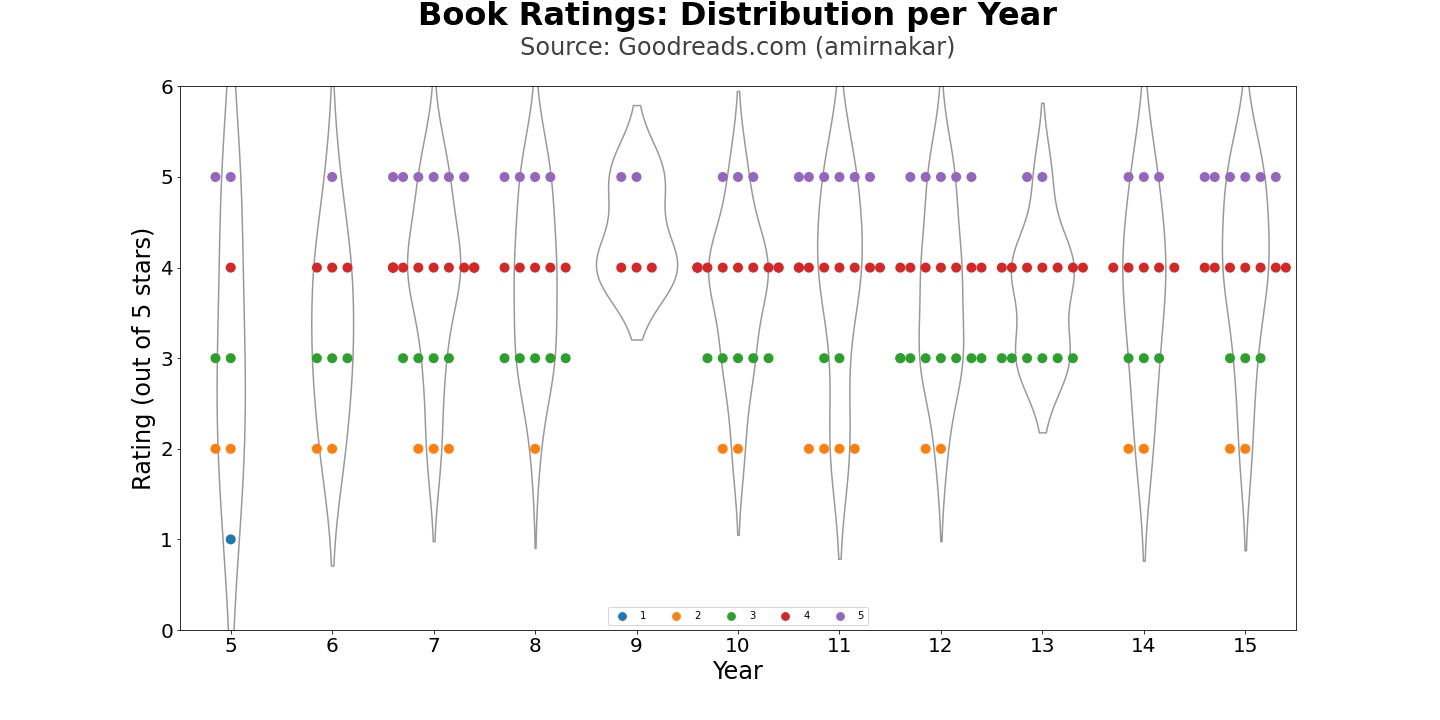 Book Ratings: Distribution per Year
Source: Goodreads.com (amirnakar)
Rating (out of 5 stars)
6
5
4
3
2
1
0
1 2 3 4 5
5 6 7 8 9 10 11 12 13 14 15
Year